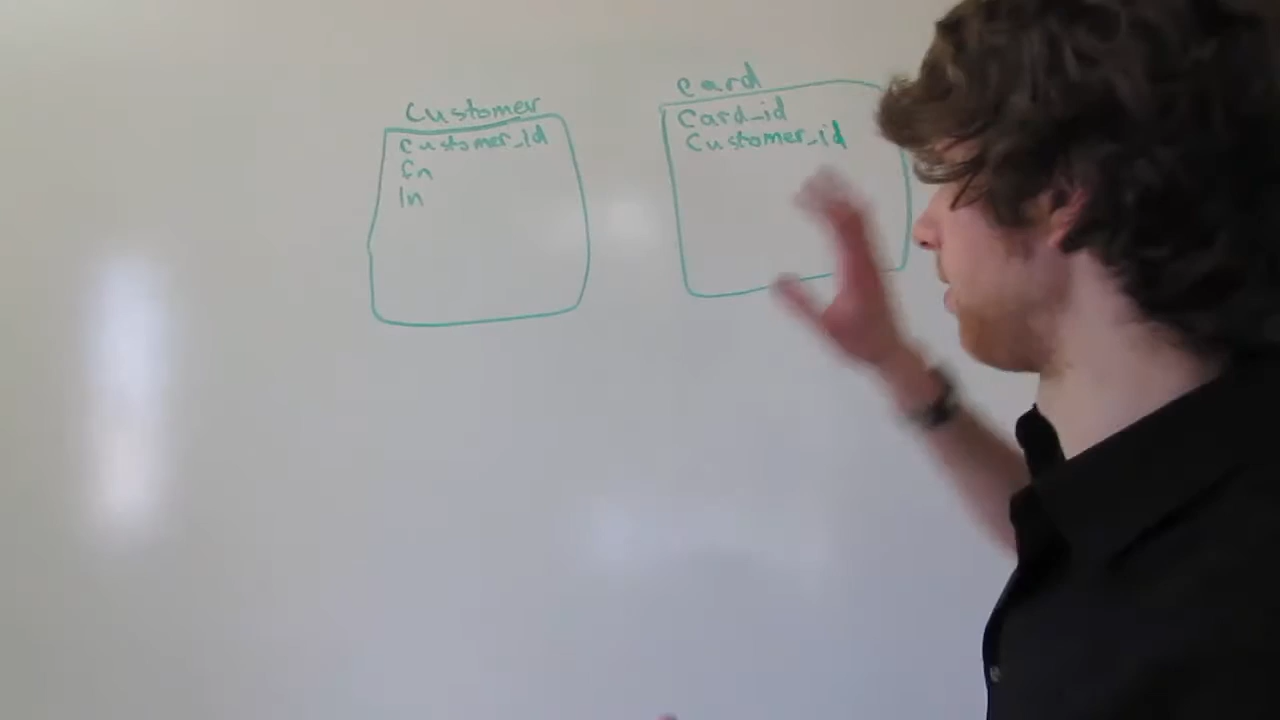 Customer
customer_id
fn
ln
Card
Card_id
Customer_id